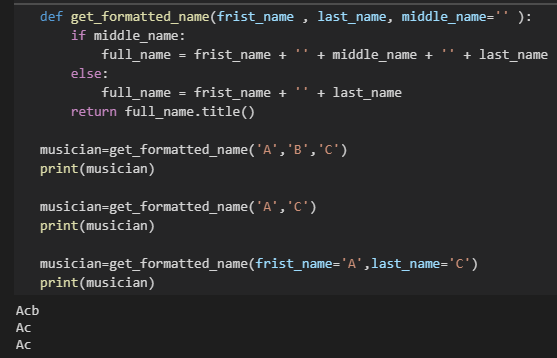 def get_formatted_name(frist_name , last_name, middle_name='' ):
    if middle_name:
        full_name = frist_name + '' + middle_name + '' + last_name
    else:
        full_name = frist_name + '' + last_name
    return full_name.title()

musician=get_formatted_name('A','B','C')
print(musician)

musician=get_formatted_name('A','C')
print(musician)

musician=get_formatted_name(frist_name='A',last_name='C')
print(musician)
Acb
Ac
Ac